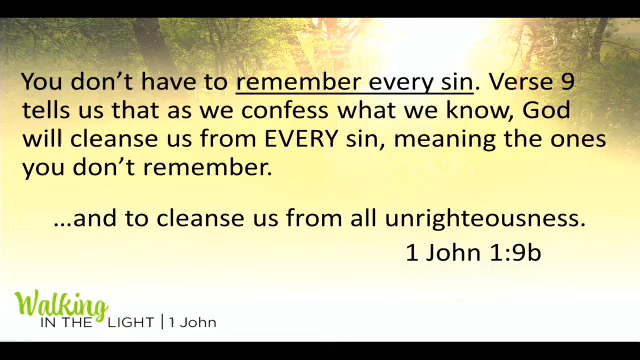 You don't have to remember every sin. Verse 9
tells us that as we confess what we know, God
will cleanse us from EVERY sin, meaning the ones
you don't remember.
...and to cleanse us from all unrighteousness.
1 John 1:9b
Walking
IN THE LIGHT | 1 John